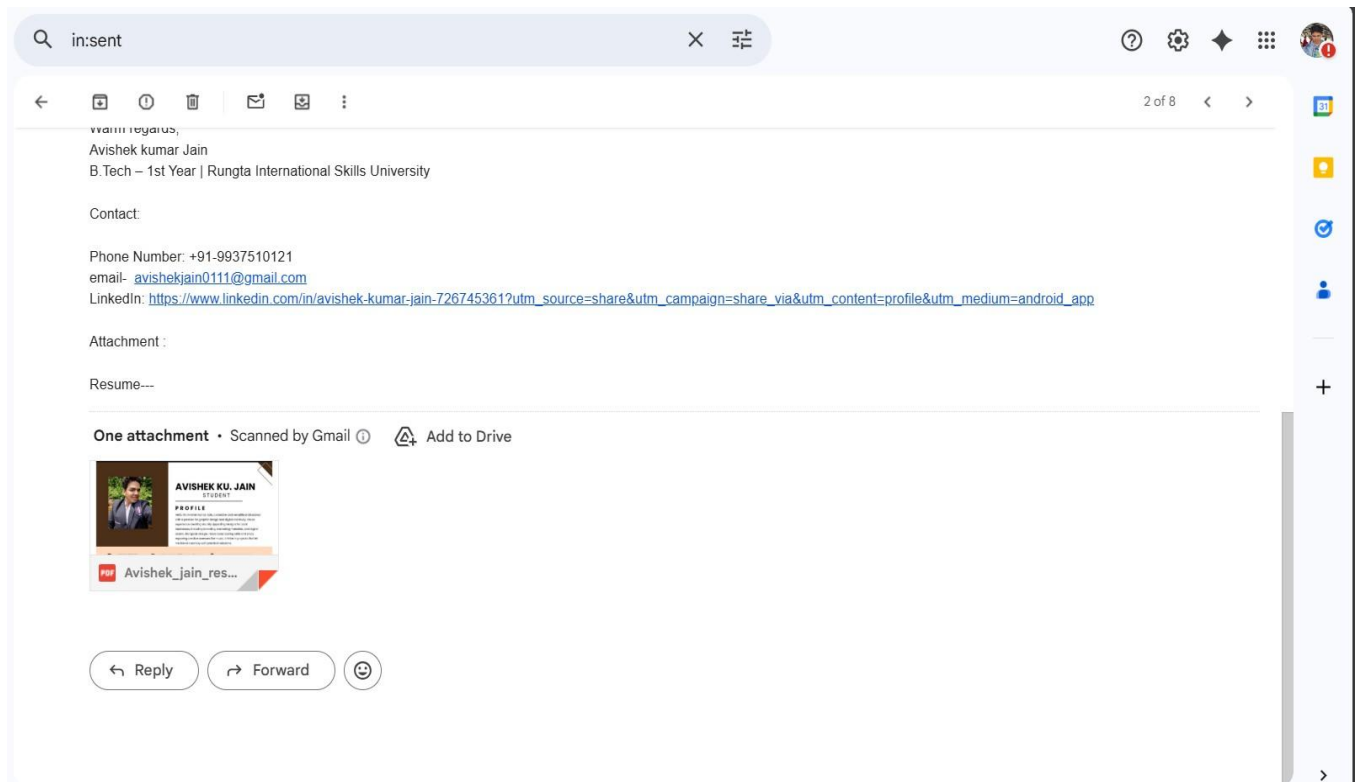 in:sent
2 of 8
31
Warm regards,
Avishek kumar Jain
B.Tech – 1st Year | Rungta International Skills University
Contact:
Phone Number: +91-9937510121
email- avishekjain0111@gmail.com
LinkedIn: https://www.linkedin.com/in/avishek-kumar-jain-726745361?utm_source=share&utm_campaign=share_via&utm_content=profile&utm_medium=android_app
Attachment :
Resume---
One attachment • Scanned by Gmail Add to Drive
AVISHEK KU. JAIN
STUDENT
PROFILE
PDF Avishek_jain_res...
Reply Forward